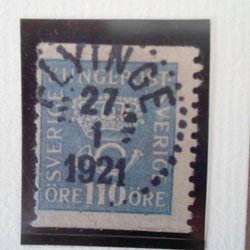 KUNGLPOST
SVERIGE
SVERIGE
27
1
1921
ÖRE 110 ÖRE